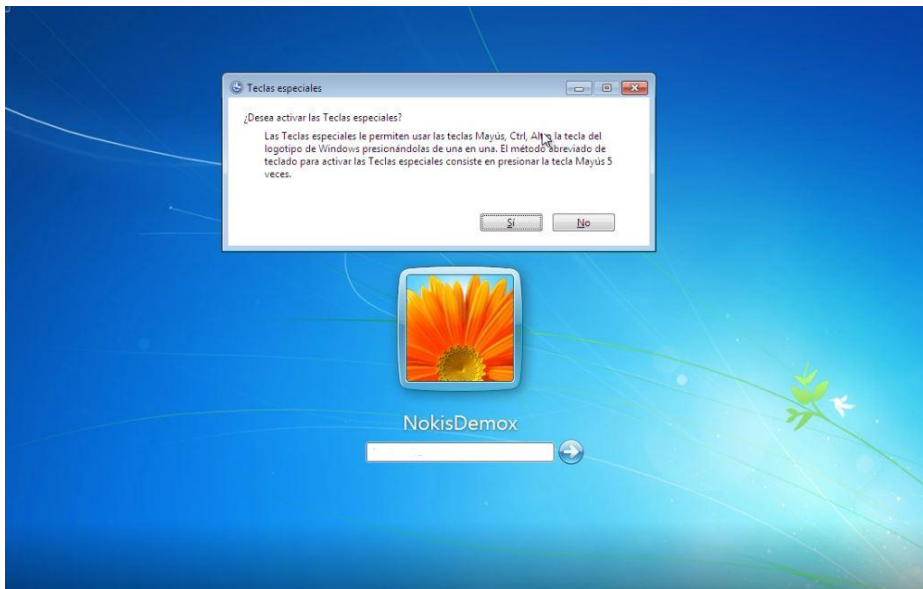 Teclas especiales
¿Desea activar las Teclas especiales?
Las Teclas especiales le permiten usar las teclas Mayús, Ctrl, Alt o la tecla del
logotipo de Windows presionándolas de una en una. El método abreviado de
teclado para activar las Teclas especiales consiste en presionar la tecla Mayús 5
veces.
Sí No
NokisDemox